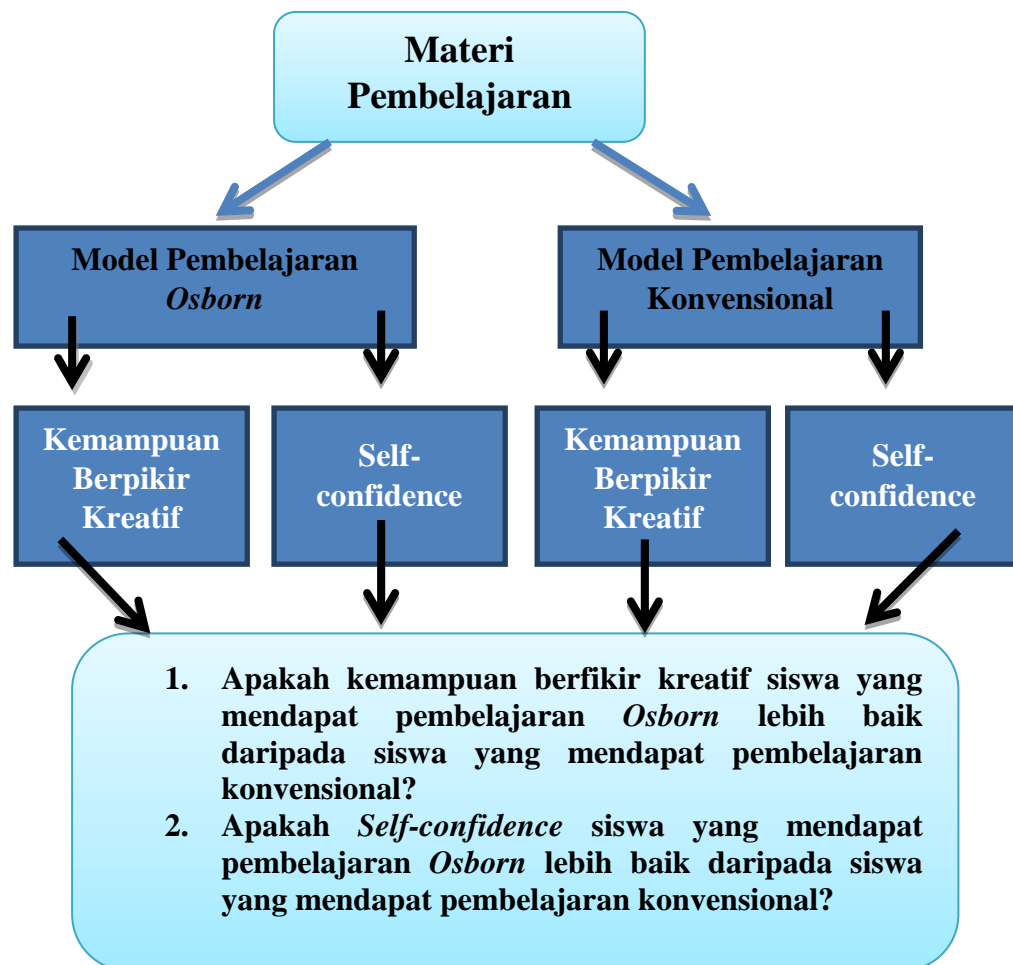 Materi
Pembelajaran
Model Pembelajaran
Osborn
Model Pembelajaran
Konvensional
Kemampuan
Berpikir
Kreatif
Self-
confidence
Kemampuan
Berpikir
Kreatif
Self-
confidence
1. Apakah kemampuan berfikir kreatif siswa yang
mendapat pembelajaran Osborn lebih baik
daripada siswa yang mendapat pembelajaran
konvensional?
2. Apakah Self-confidence siswa yang mendapat
pembelajaran Osborn lebih baik daripada siswa
yang mendapat pembelajaran konvensional?